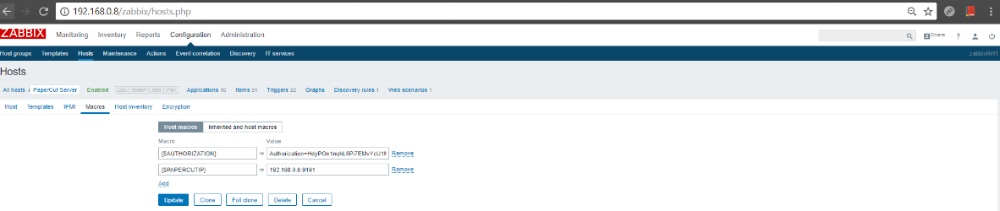 192.168.0.8/zabbix/hosts.php
ZABBIX Monitoring Inventory Reports Configuration Administration Share ?
Host groups Templates Hosts Maintenance Actions Event correlation Discovery IT services zabbixRH1
Hosts
All hosts / PaperCut Server Enabled ZBX SNMP JMX IPMI Applications 10 Items 31 Triggers 22 Graphs Discovery rules 1 Web scenarios 1
Host Templates IPMI Macros Host inventory Encryption
Host macros Inherited and host macros
Macro Value
{$AUTHORIZATION} ⇒ Remove
{$PAPERCUTIP} ⇒ 192.168.0.6:9191 Remove
Add
Update Clone Full clone Delete Cancel